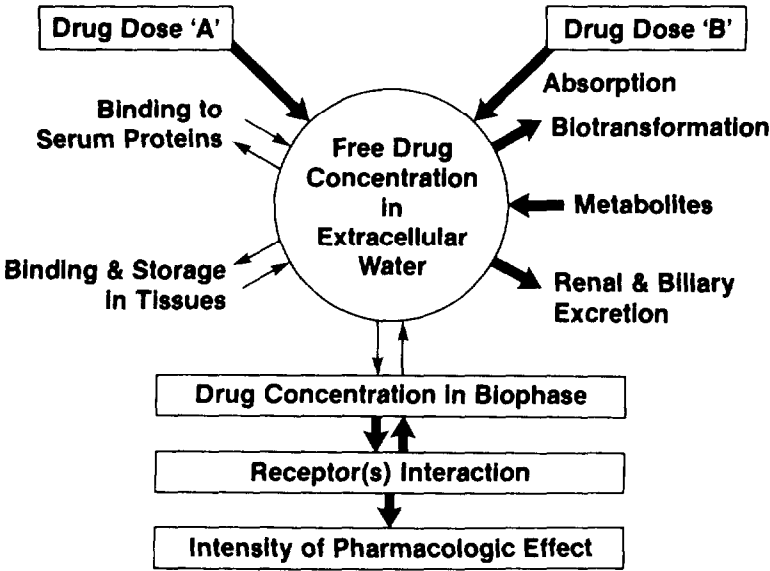 Drug Dose 'A'
Drug Dose 'B'
Absorption
Binding to
Serum Proteins
Biotransformation
Free Drug
Concentration
in
Extracellular
Water
Metabolites
Binding & Storage
in Tissues
Renal & Biliary
Excretion
Drug Concentration in Biophase
Receptor(s) Interaction
Intensity of Pharmacologic Effect